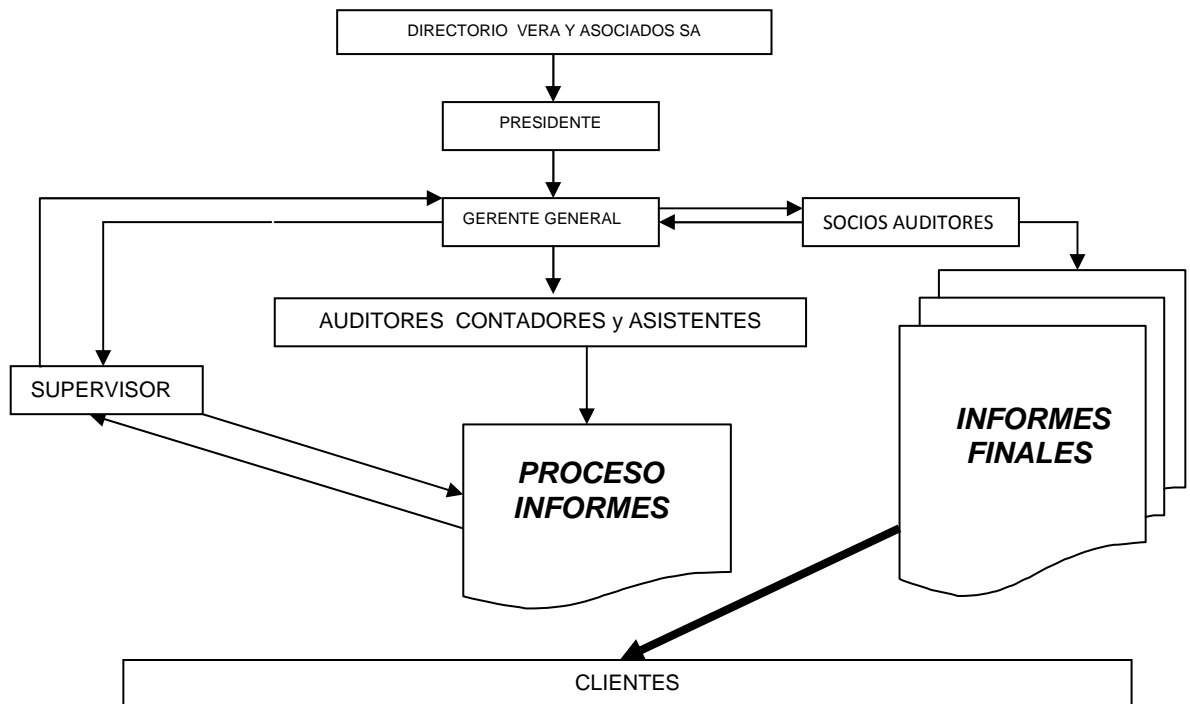 DIRECTORIO VERA Y ASOCIADOS SA
PRESIDENTE
GERENTE GENERAL
SOCIOS AUDITORES
AUDITORES CONTADORES y ASISTENTES
SUPERVISOR
INFORMES
FINALES
PROCESO
INFORMES
CLIENTES